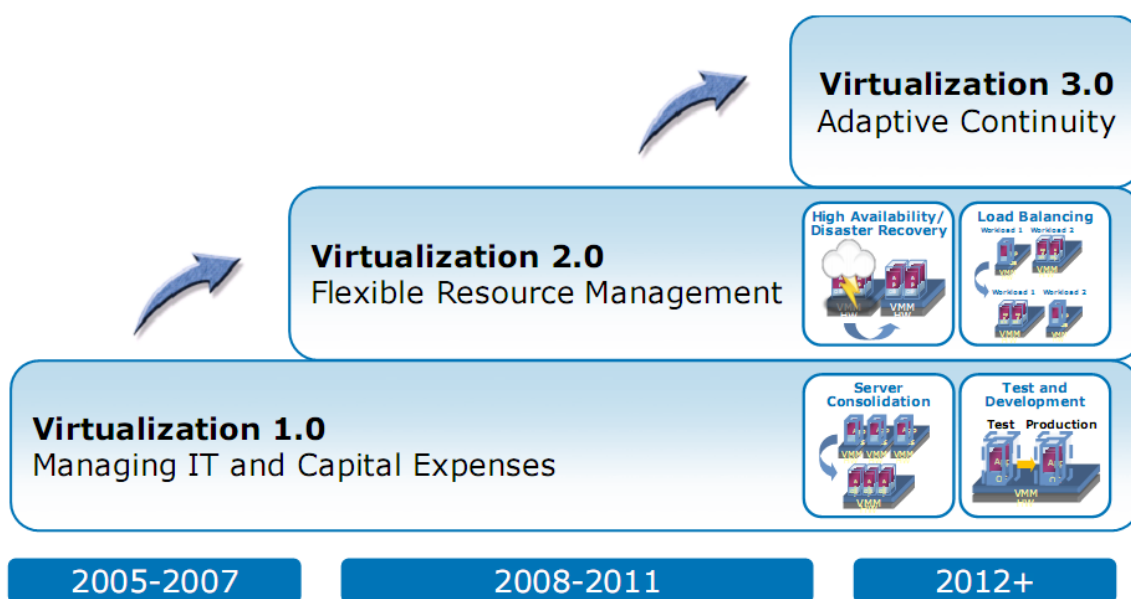 Virtualization 3.0
Adaptive Continuity
Virtualization 2.0
Flexible Resource Management
High Availability/
Disaster Recovery
VMM
VMM
Load Balancing
Workload 1 Workload 2
VMM
Workload 1 Workload 2
VMM
Virtualization 1.0
Managing IT and Capital Expenses
Server
Consolidation
VMM VMM VMM
VMM
Test and
Development
Test Production
VMM
2005-2007
2008-2011
2012+